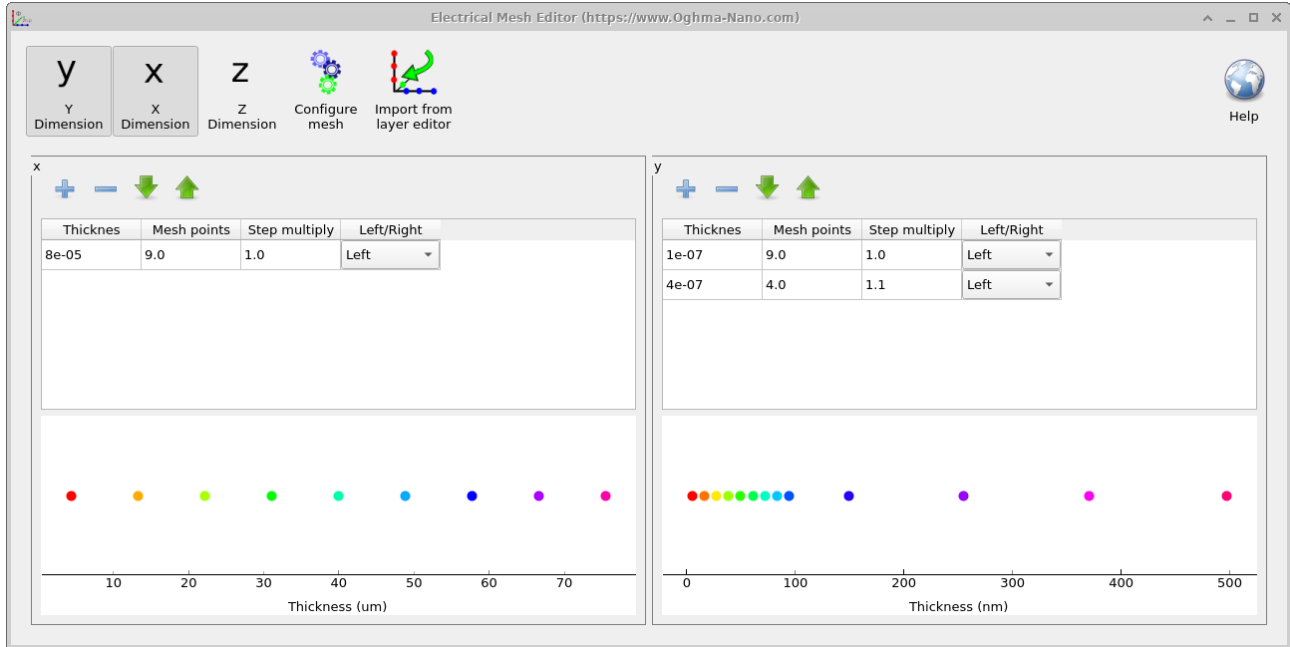 Electrical Mesh Editor (https://www.Oghma-Nano.com)
y x z
Y Dimension
X Dimension
Z Dimension
Configure mesh
Import from layer editor
Help
x
Thicknes Mesh points Step multiply Left/Right
8e-05 9.0 1.0 Left
10 20 30 40 50 60 70
Thickness (um)
y
Thicknes Mesh points Step multiply Left/Right
1e-07 9.0 1.0 Left
4e-07 4.0 1.1 Left
0 100 200 300 400 500
Thickness (nm)